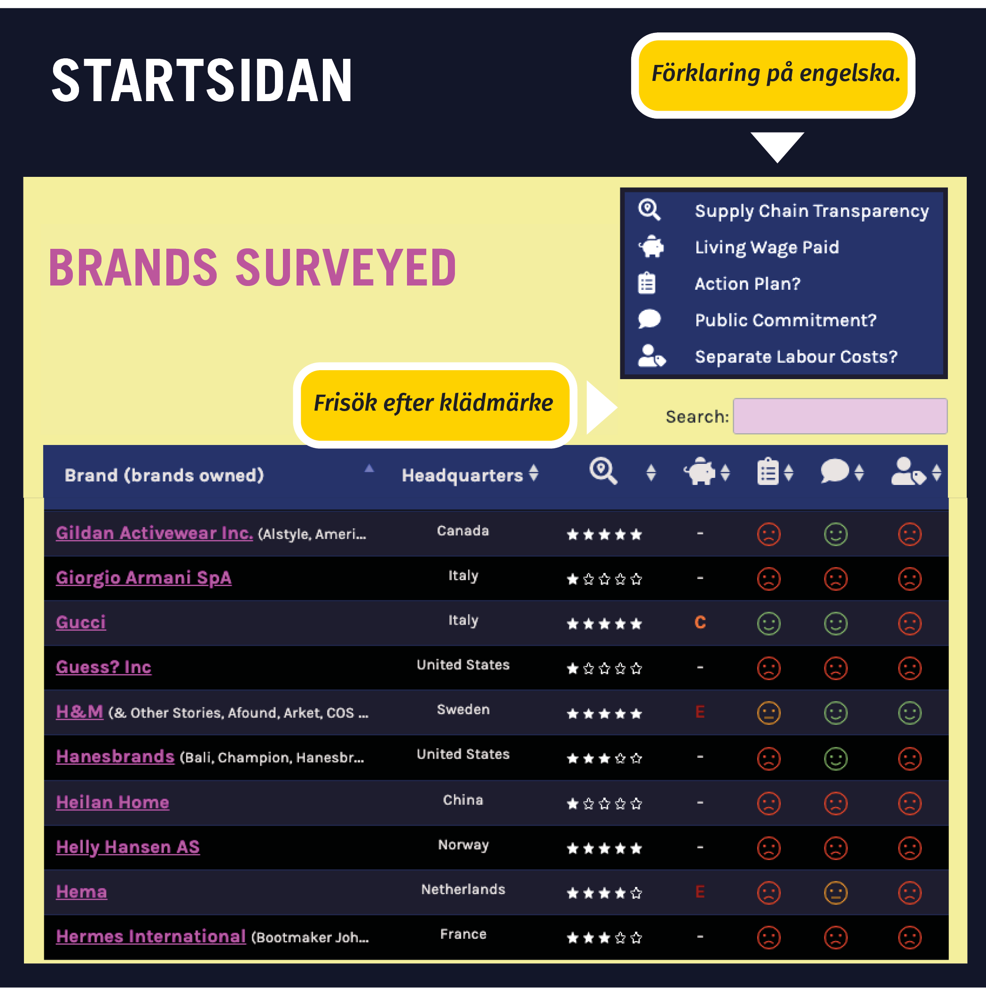 STARTSIDAN
Förklaring på engelska.
BRANDS SURVEYED
Supply Chain Transparency
Living Wage Paid
Action Plan?
Public Commitment?
Separate Labour Costs?
Frisök efter klädmärke
Search:
Brand (brands owned) Headquarters
Gildan Activewear Inc. (Alstyle, Ameri... Canada ★★★★★ -
Giorgio Armani SpA Italy ★☆☆☆☆ -
Gucci Italy ★★★★★ C
Guess? Inc United States ★☆☆☆☆ -
H&M (& Other Stories, Afound, Arket, COS ... Sweden ★★★★★ E
Hanesbrands (Bali, Champion, Hanesbr... United States ★★★☆☆ -
Heilan Home China ★☆☆☆☆ -
Helly Hansen AS Norway ★★★★★ -
Hema Netherlands ★★★★☆ E
Hermes International (Bootmaker Joh... France ★★★☆☆ -